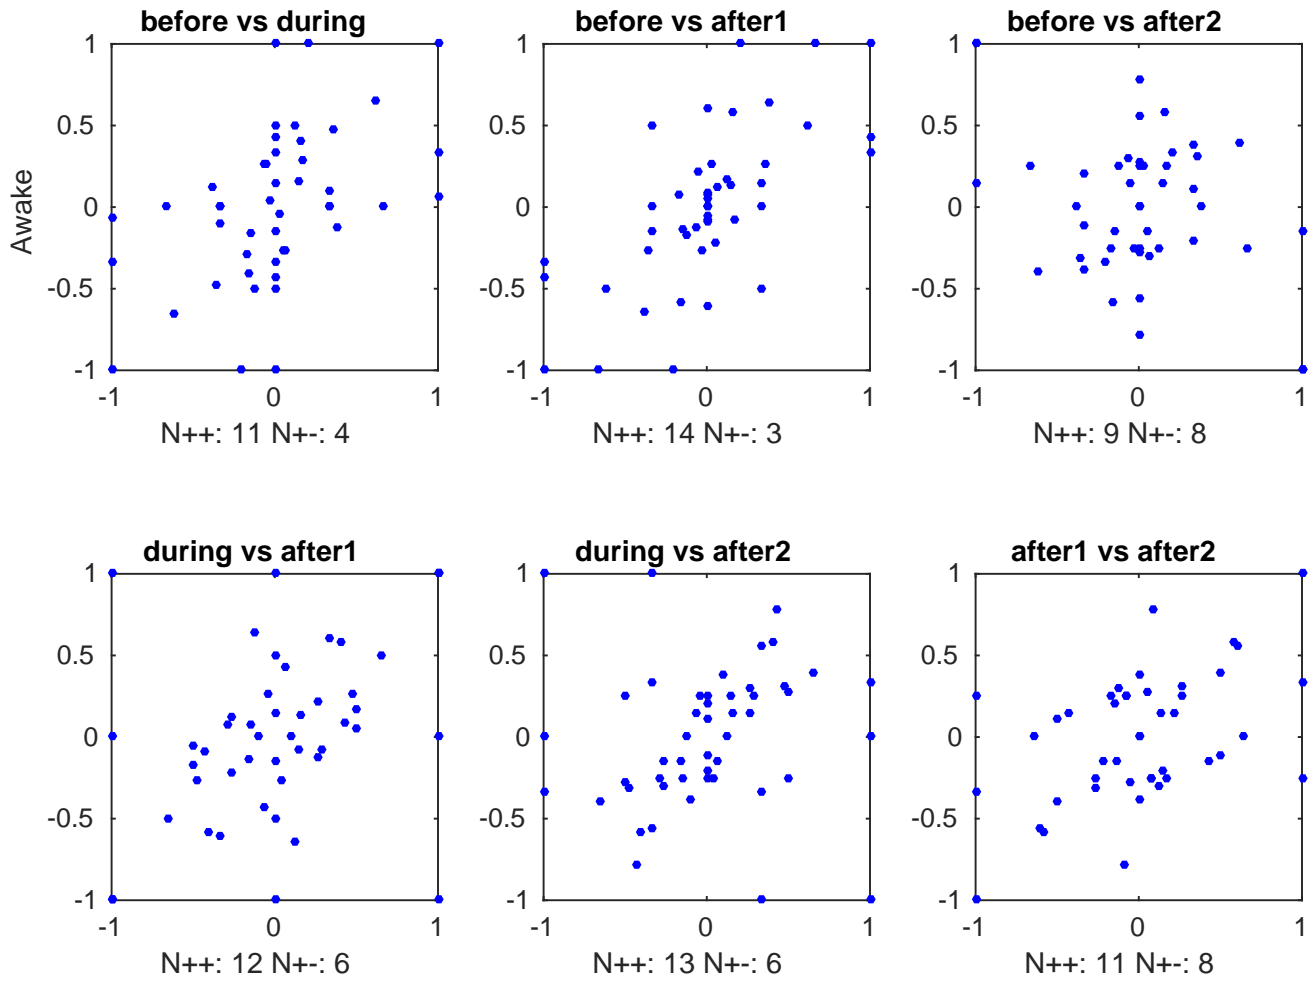 before vs during
before vs after1
before vs after2
1
0.5
0
-0.5
-1
Awake
-1 0 1
N++: 11 N+-: 4
1
0.5
0
-0.5
-1
-1 0 1
N++: 14 N+-: 3
1
0.5
0
-0.5
-1
-1 0 1
N++: 9 N+-: 8
during vs after1
during vs after2
after1 vs after2
1
0.5
0
-0.5
-1
-1 0 1
N++: 12 N+-: 6
1
0.5
0
-0.5
-1
-1 0 1
N++: 13 N+-: 6
1
0.5
0
-0.5
-1
-1 0 1
N++: 11 N+-: 8